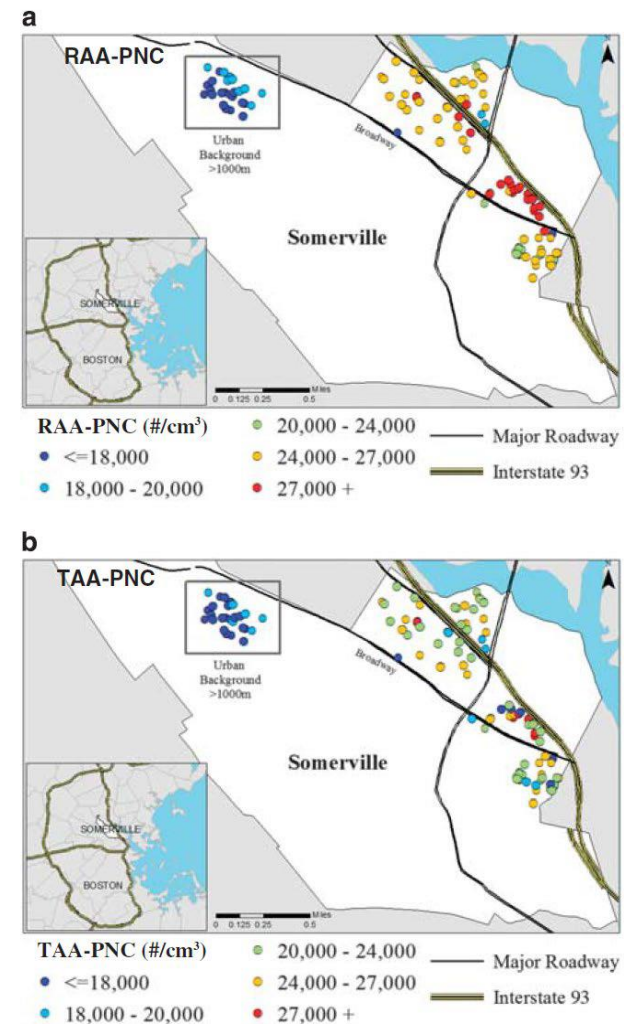 a
RAA-PNC
Urban
Background
>1000m
Broadway
Somerville
SOMERVILLE
BOSTON
Miles
0 0.125 0.25 0.5
RAA-PNC (#/cm³)
<=18,000
18,000 - 20,000
20,000 - 24,000
24,000 - 27,000
27,000 +
Major Roadway
Interstate 93
b
TAA-PNC
Urban
Background
>1000m
Broadway
Somerville
SOMERVILLE
BOSTON
Miles
0 0.125 0.25 0.5
TAA-PNC (#/cm³)
<=18,000
18,000 - 20,000
20,000 - 24,000
24,000 - 27,000
27,000 +
Major Roadway
Interstate 93